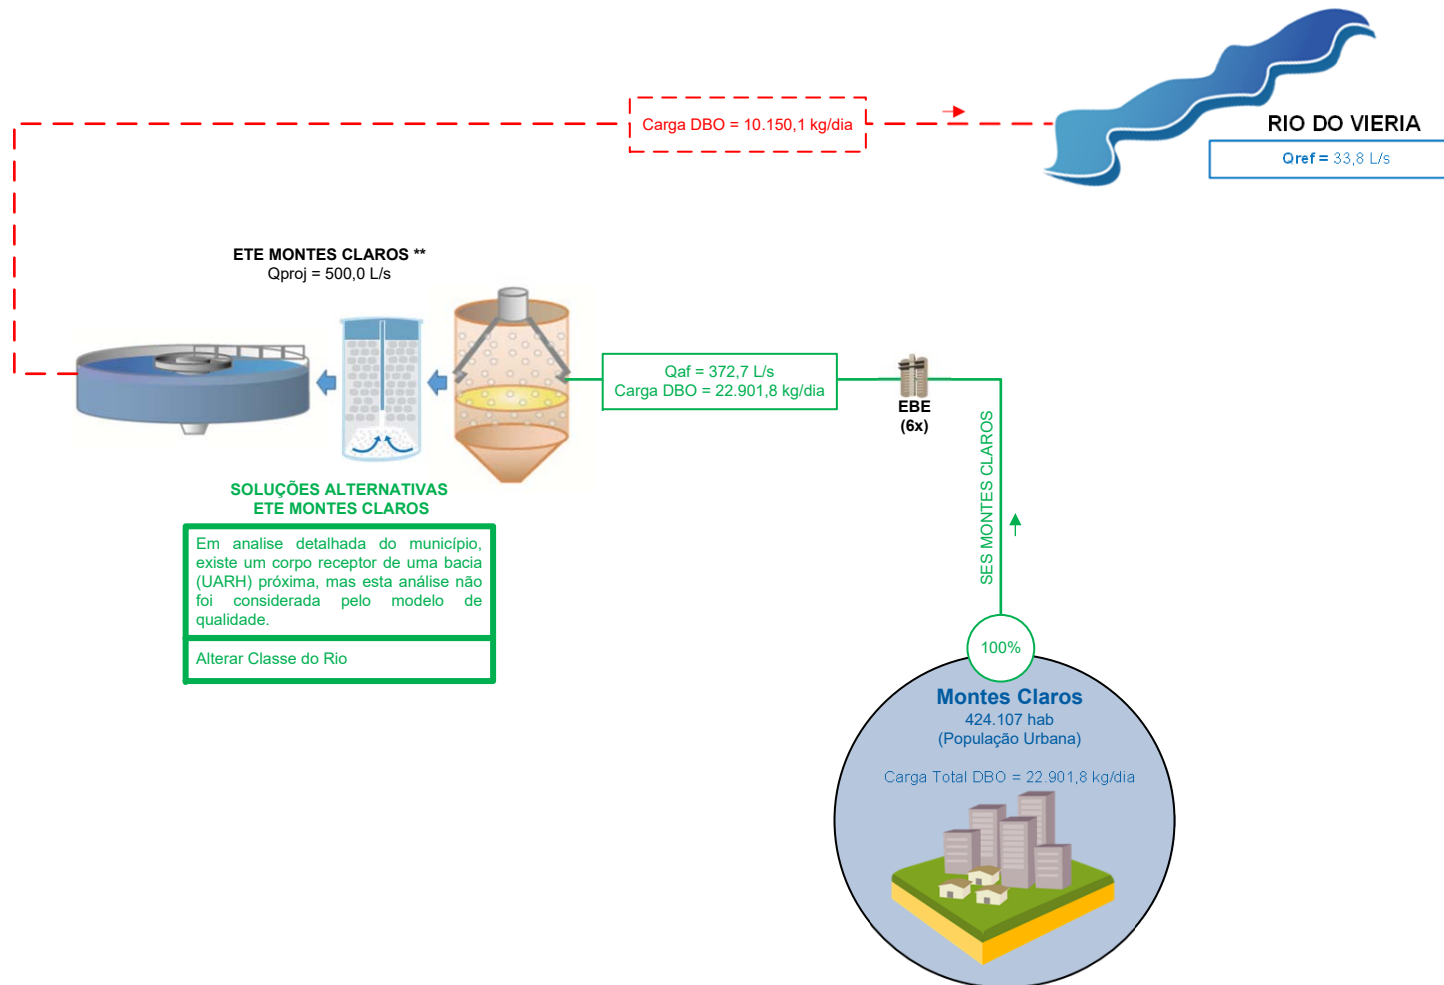 Carga DBO = 10.150,1 kg/dia
RIO DO VIERIA
Qref = 33,8 L/s
ETE MONTES CLAROS **
Qproj = 500,0 L/s
Qaf = 372,7 L/s
Carga DBO = 22.901,8 kg/dia
EBE
(6x)
SES MONTES CLAROS
SOLUÇÕES ALTERNATIVAS
ETE MONTES CLAROS
Em analise detalhada do município,
existe um corpo receptor de uma bacia
(UARH) próxima, mas esta análise não
foi considerada pelo modelo de
qualidade.
Alterar Classe do Rio
100%
Montes Claros
424.107 hab
(População Urbana)
Carga Total DBO = 22.901,8 kg/dia